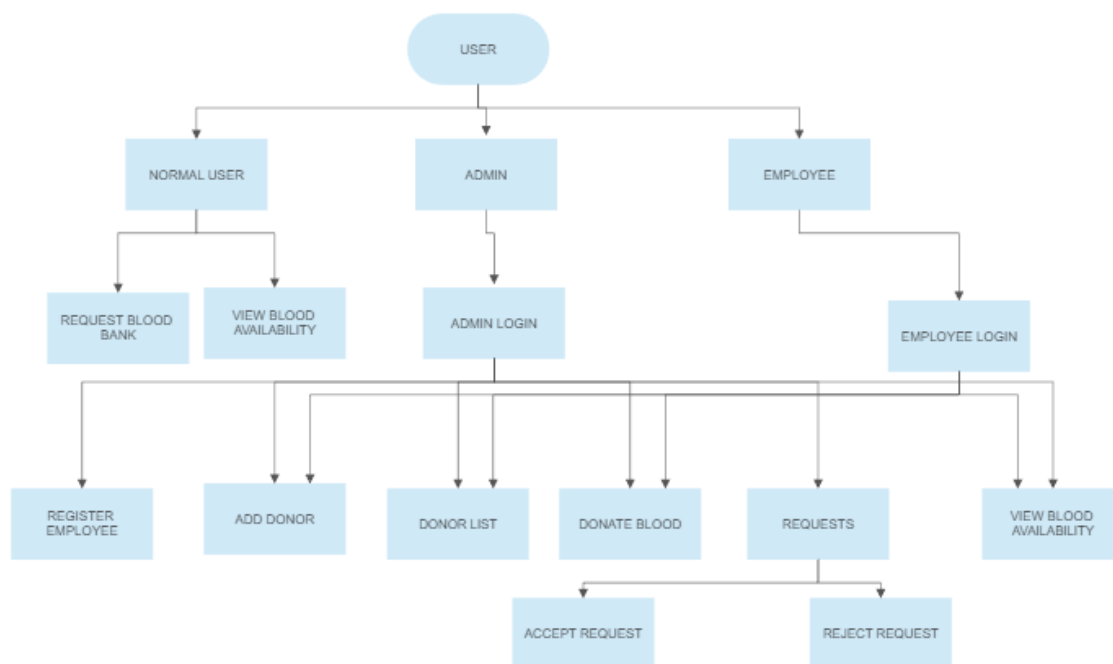 USER
NORMAL USER
ADMIN
EMPLOYEE
REQUEST BLOOD
BANK
VIEW BLOOD
AVAILABILITY
ADMIN LOGIN
EMPLOYEE LOGIN
REGISTER
EMPLOYEE
ADD DONOR
DONOR LIST
DONATE BLOOD
REQUESTS
VIEW BLOOD
AVAILABILITY
ACCEPT REQUEST
REJECT REQUEST